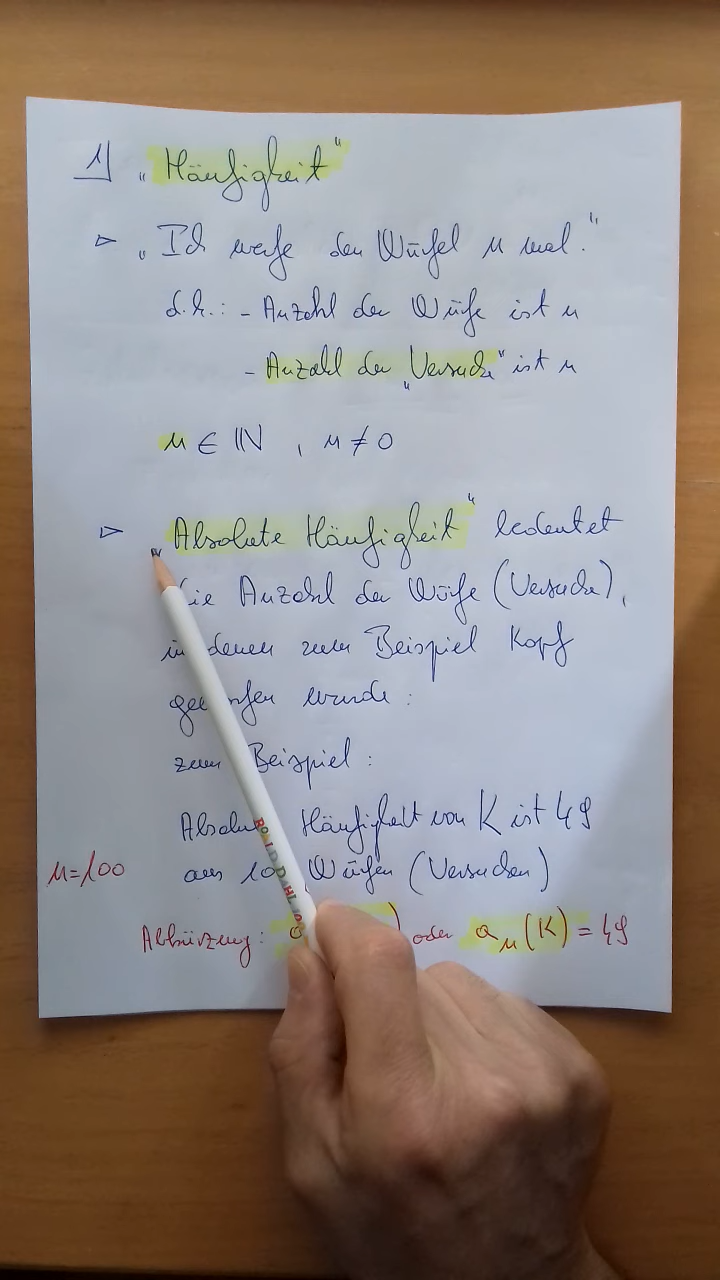 1) „Häufigkeit“
▷ „Ich werfe den Würfel n mal.“
d.h.: - Anzahl der Würfe ist n
- Anzahl der „Versuche“ ist n
n ∈ ℕ , n ≠ 0
▷ „Absolute Häufigkeit“ bedeutet
die Anzahl der Würfe (Versuche),
in denen zum Beispiel Kopf
geworfen wurde:
zum Beispiel:
Absolute Häufigkeit von K ist 49
n=100 aus 100 Würfen (Versuchen)
Abkürzung: oder aₙ(K) = 49
ROALD DAHL